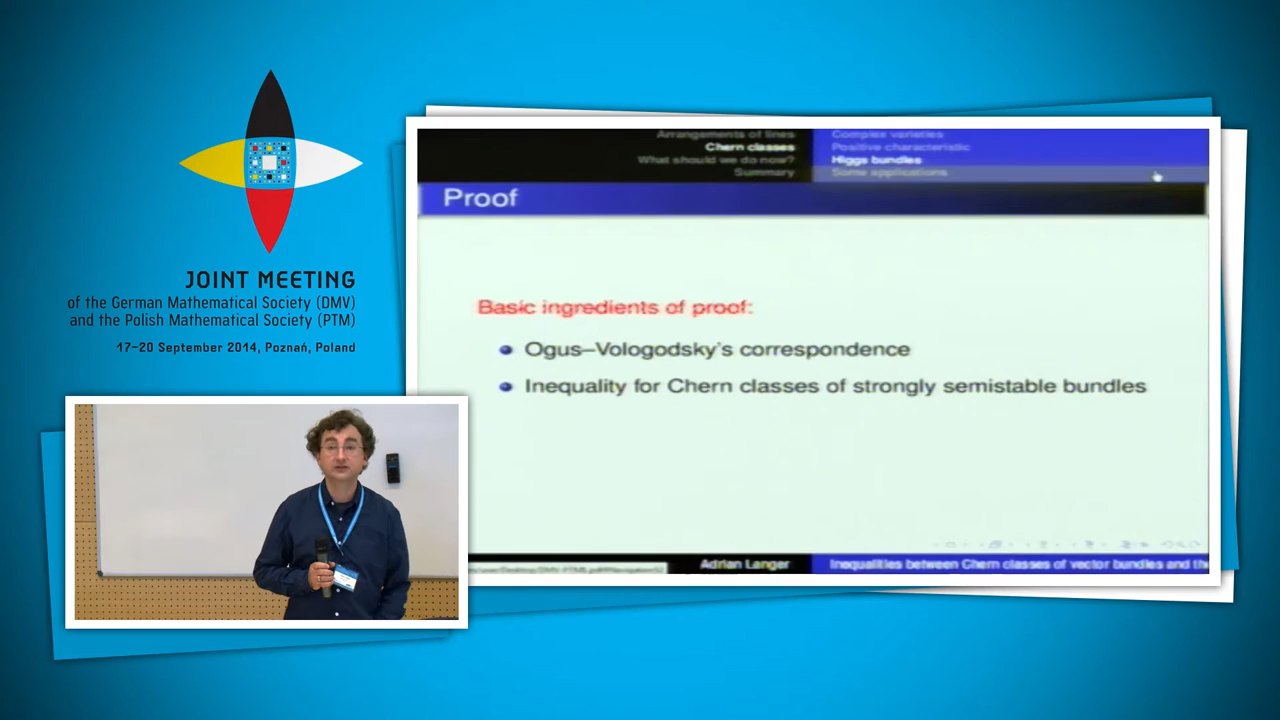 JOINT MEETING
of the German Mathematical Society (DMV)
and the Polish Mathematical Society (PTM)
17–20 September 2014, Poznań, Poland
Arrangements of lines
Chern classes
What should we do now?
Summary
Complex varieties
Positive characteristic
Higgs bundles
Some applications
Proof
Basic ingredients of proof:
Ogus–Vologodsky's correspondence
Inequality for Chern classes of strongly semistable bundles
Adrian Langer
Inequalities between Chern classes of vector bundles and th